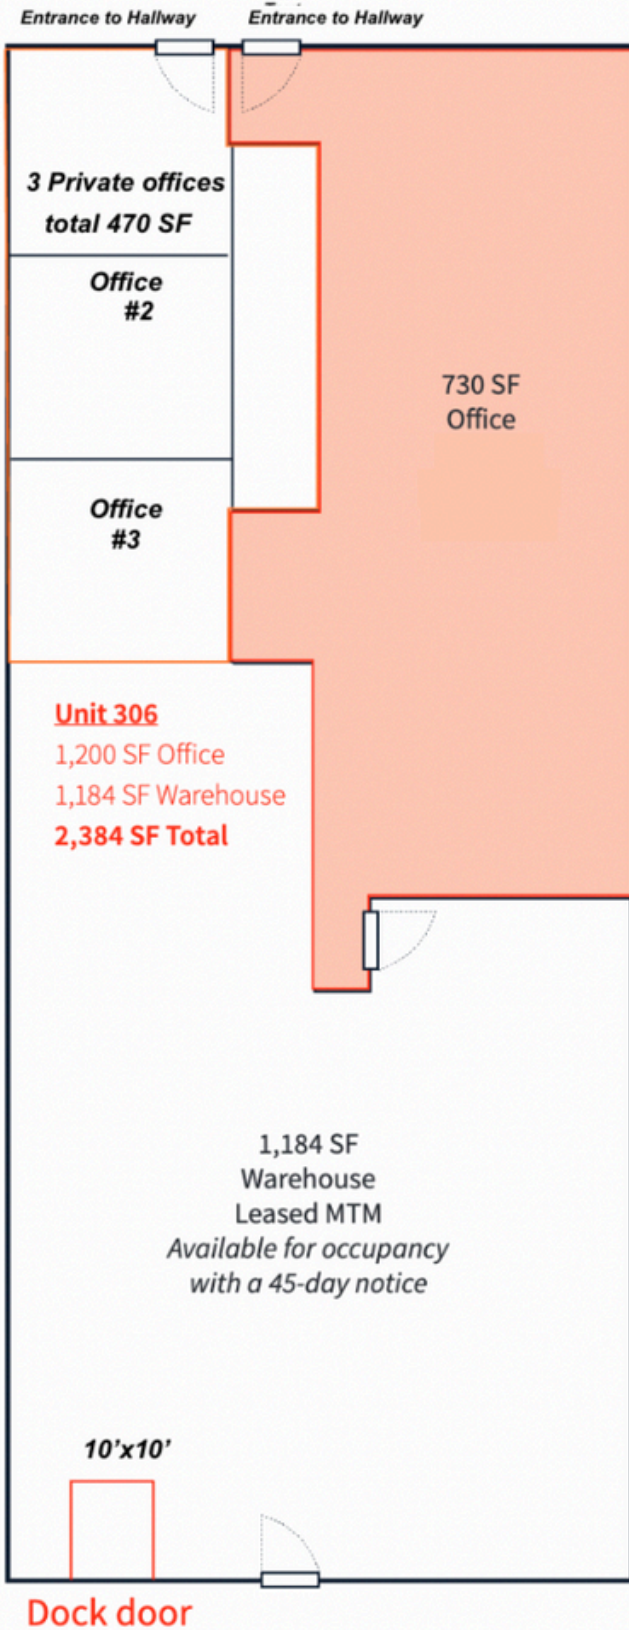 Entrance to Hallway
Entrance to Hallway
3 Private offices
total 470 SF
Office
#2
730 SF
Office
Office
#3
Unit 306
1,200 SF Office
1,184 SF Warehouse
2,384 SF Total
1,184 SF
Warehouse
Leased MTM
Available for occupancy
with a 45-day notice
10'x10'
Dock door